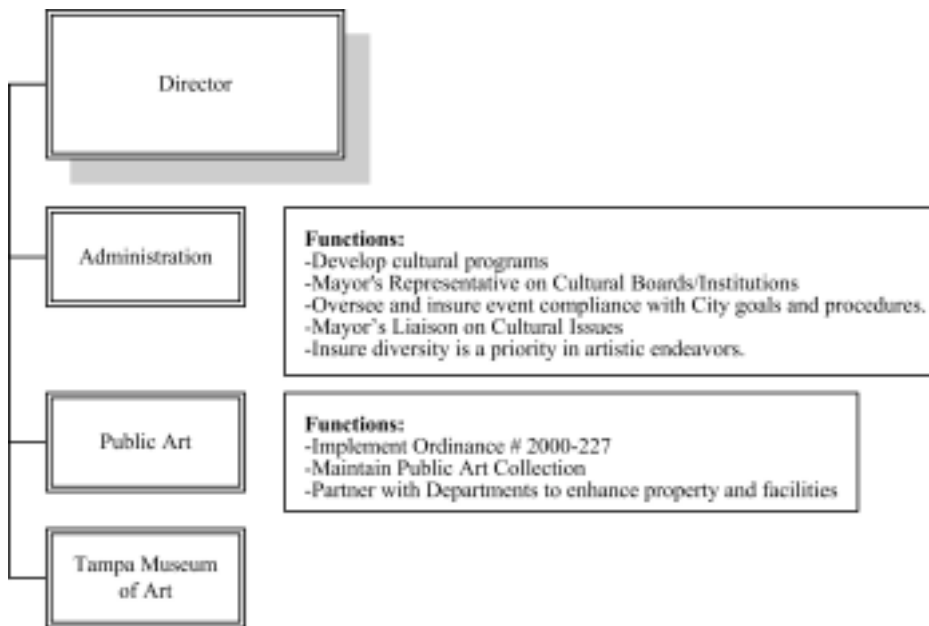 Director
Administration
Functions:
-Develop cultural programs
-Mayor's Representative on Cultural Boards/Institutions
-Oversee and insure event compliance with City goals and procedures.
-Mayor’s Liaison on Cultural Issues
-Insure diversity is a priority in artistic endeavors.
Public Art
Functions:
-Implement Ordinance # 2000-227
-Maintain Public Art Collection
-Partner with Departments to enhance property and facilities
Tampa Museum
of Art